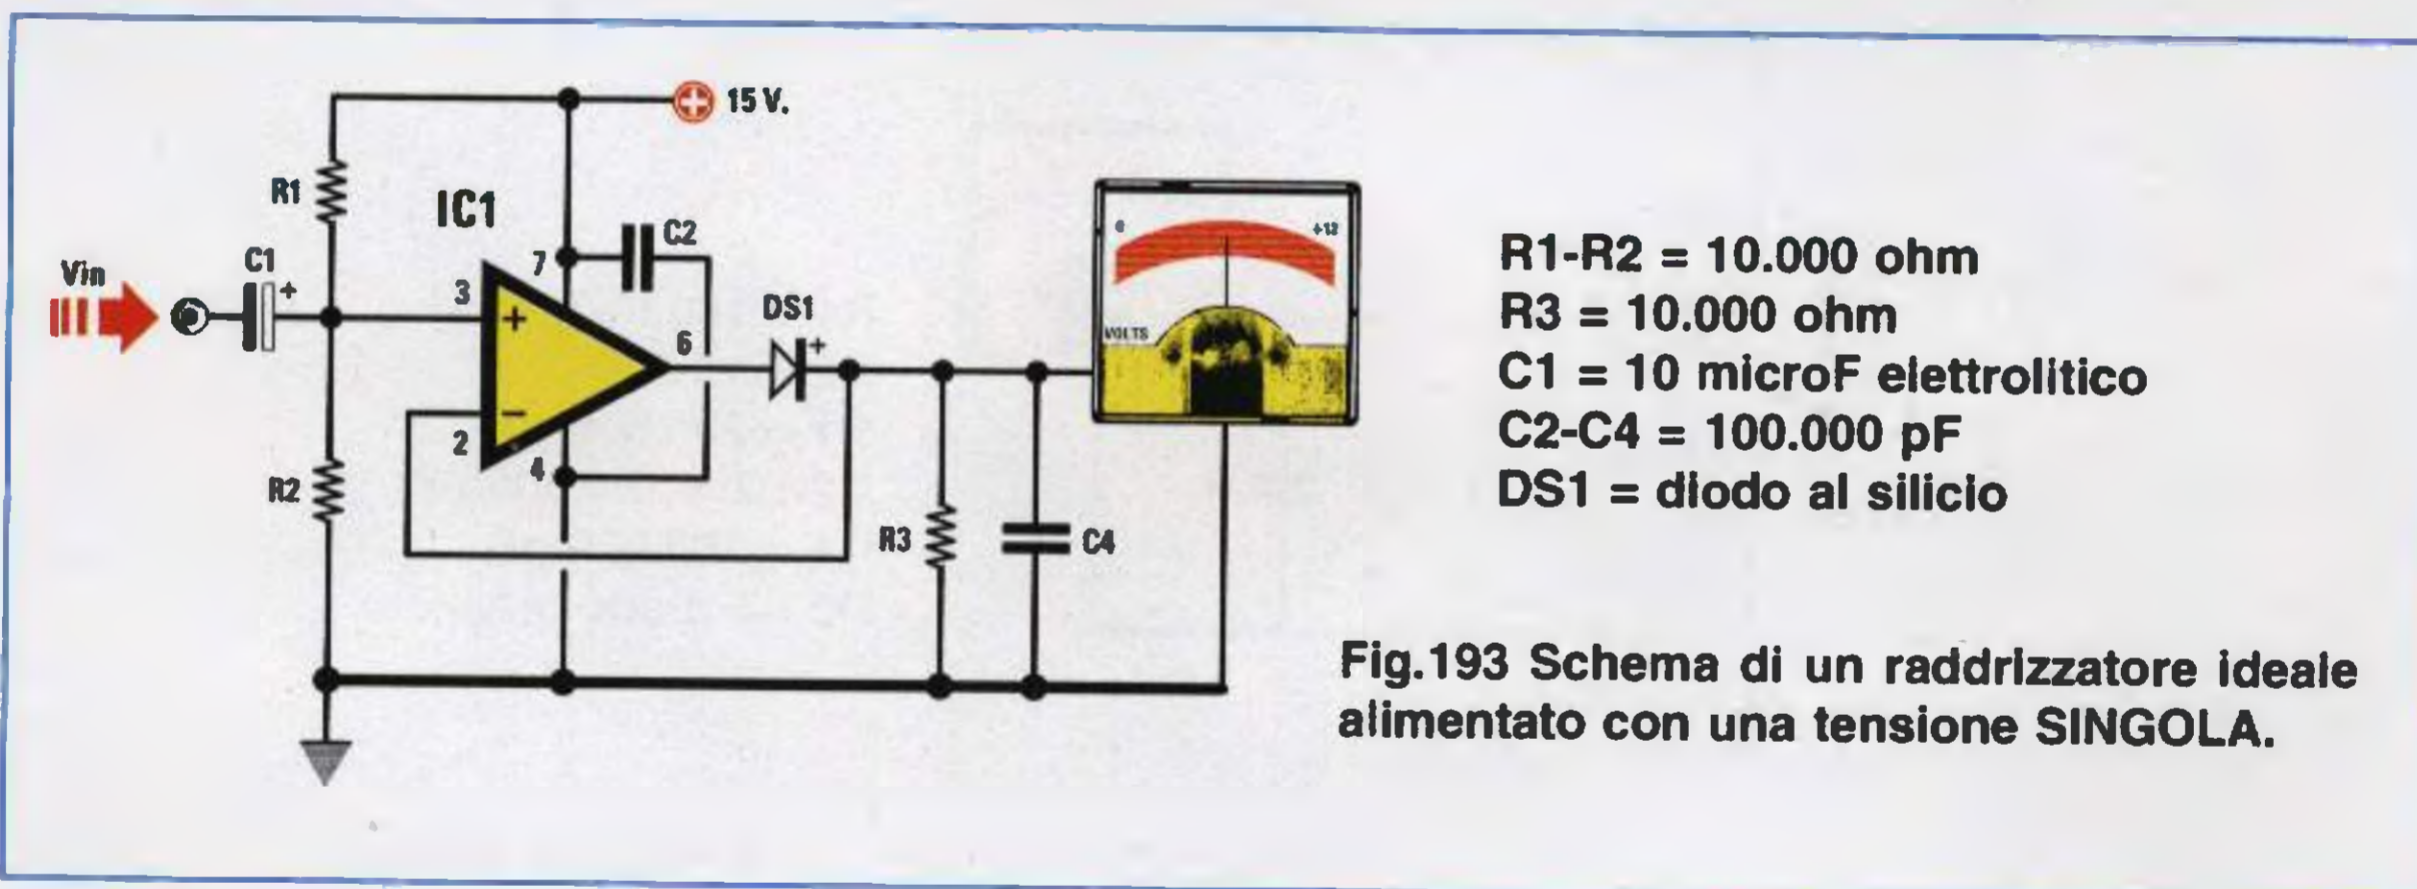 15 V.
R1
IC1
C2
7
Vin
C1
+
3
+
DS1
+
6
−
2
4
R2
R3
C4
0
+12
VOLTS
R1-R2 = 10.000 ohm
R3 = 10.000 ohm
C1 = 10 microF elettrolitico
C2-C4 = 100.000 pF
DS1 = diodo al silicio
Fig.193 Schema di un raddrizzatore ideale
alimentato con una tensione SINGOLA.